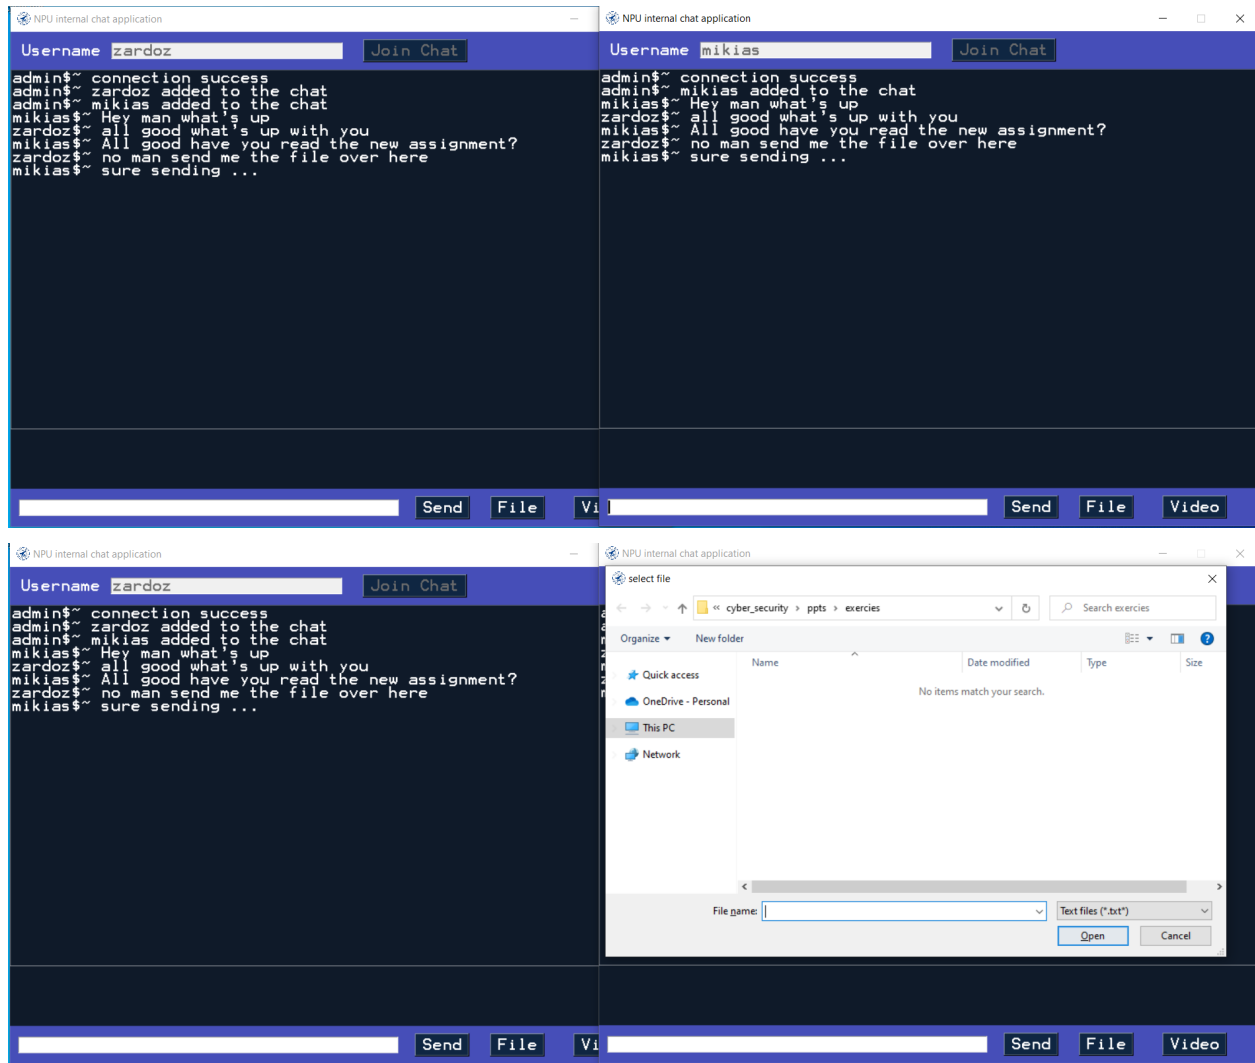 NPU internal chat application
Username zardoz Join Chat
admin$~ connection success
admin$~ zardoz added to the chat
admin$~ mikias added to the chat
mikias$~ Hey man what's up
zardoz$~ all good what's up with you
mikias$~ All good have you read the new assignment?
zardoz$~ no man send me the file over here
mikias$~ sure sending ...
Send File Vi
NPU internal chat application
Username mikias Join Chat
admin$~ connection success
admin$~ mikias added to the chat
mikias$~ Hey man what's up
zardoz$~ all good what's up with you
mikias$~ All good have you read the new assignment?
zardoz$~ no man send me the file over here
mikias$~ sure sending ...
Send File Video
NPU internal chat application
Username zardoz Join Chat
admin$~ connection success
admin$~ zardoz added to the chat
admin$~ mikias added to the chat
mikias$~ Hey man what's up
zardoz$~ all good what's up with you
mikias$~ All good have you read the new assignment?
zardoz$~ no man send me the file over here
mikias$~ sure sending ...
Send File Vi
NPU internal chat application
select file
« cyber_security › ppts › exercies Search exercies
Organize New folder
Name Date modified Type Size
Quick access
No items match your search.
OneDrive - Personal
This PC
Network
File name: Text files (*.txt*)
Open Cancel
Send File Video